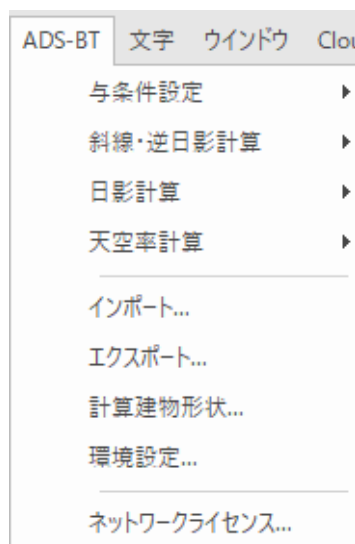 ADS-BT 文字 ウインドウ Clou
与条件設定
斜線・逆日影計算
日影計算
天空率計算
インポート...
エクスポート...
計算建物形状...
環境設定...
ネットワークライセンス...